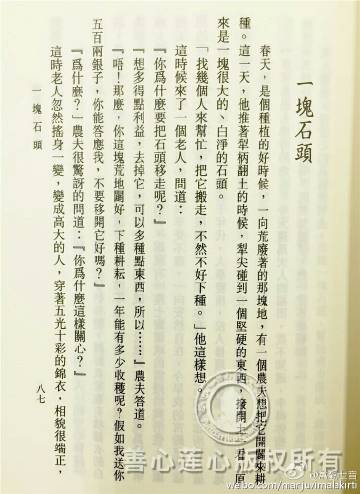 一塊石頭
春天，是個種植的好時候，一向荒廢著的那塊地，有一個農夫想把它開闢來耕
種。這一天，他推著犁柄翻土的時候，犁尖碰到一個堅硬的東西，撥開土一看，原
來是一塊很大的、白淨的石頭。
「找幾個人來幫忙，把它搬走，不然不好下種。」他這樣想。
這時候來了一個老人，問道：
『你爲什麼要把石頭移走呢？』
『想多得點利益，去掉它，可以多種點東西，所以……』農夫答道。
『唔！那麼，你這塊荒地闢好，下種耕耘，一年能有多少收穫呢？假如我送你
五百兩銀子，你能答應我，不要移開它好嗎？』
『爲什麼？』農夫很驚訝的問道：『你爲什麼這樣關心？』
這時老人忽然搖身一變，變成高大的人，穿著五光十彩的錦衣，相貌很端正，
一塊石頭
八七
善心莲心版权所有
weibo.com/marjuvimalakirti